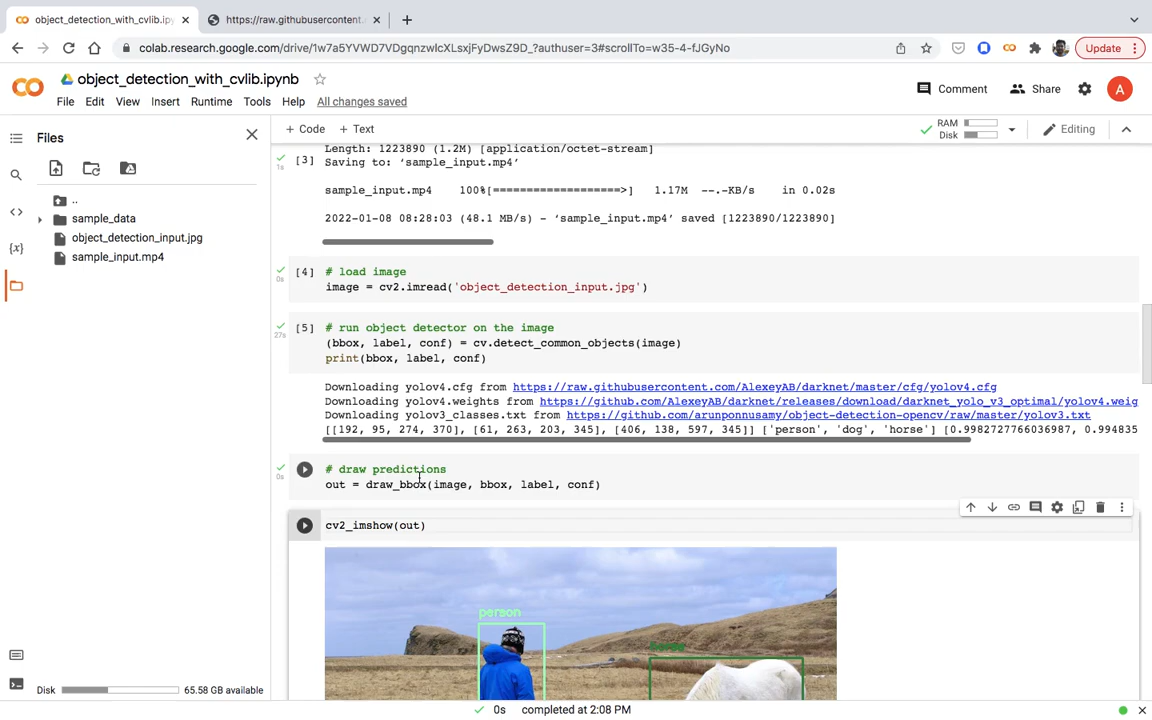 object_detection_with_cvlib.ipy
https://raw.githubusercontent.
colab.research.google.com/drive/1w7a5YVWD7VDgqnzwlcXLsxjFyDwsZ9D_?authuser=3#scrollTo=w35-4-fJGyNo
Update
object_detection_with_cvlib.ipynb
File Edit View Insert Runtime Tools Help All changes saved
Comment Share A
Files
+ Code + Text
RAM
Disk
Editing
..
sample_data
object_detection_input.jpg
sample_input.mp4
Length: 1223890 (1.2M) [application/octet-stream]
1s [3] Saving to: ‘sample_input.mp4’
sample_input.mp4 100%[===================>] 1.17M --.-KB/s in 0.02s
2022-01-08 08:28:03 (48.1 MB/s) - ‘sample_input.mp4’ saved [1223890/1223890]
[4] # load image
0s image = cv2.imread('object_detection_input.jpg')
[5] # run object detector on the image
27s (bbox, label, conf) = cv.detect_common_objects(image)
print(bbox, label, conf)
Downloading yolov4.cfg from https://raw.githubusercontent.com/AlexeyAB/darknet/master/cfg/yolov4.cfg
Downloading yolov4.weights from https://github.com/AlexeyAB/darknet/releases/download/darknet_yolo_v3_optimal/yolov4.weig
Downloading yolov3_classes.txt from https://github.com/arunponnusamy/object-detection-opencv/raw/master/yolov3.txt
[[192, 95, 274, 370], [61, 263, 203, 345], [406, 138, 597, 345]] ['person', 'dog', 'horse'] [0.9982727766036987, 0.994835
# draw predictions
0s out = draw_bbox(image, bbox, label, conf)
cv2_imshow(out)
person
horse
Disk 65.58 GB available
0s completed at 2:08 PM